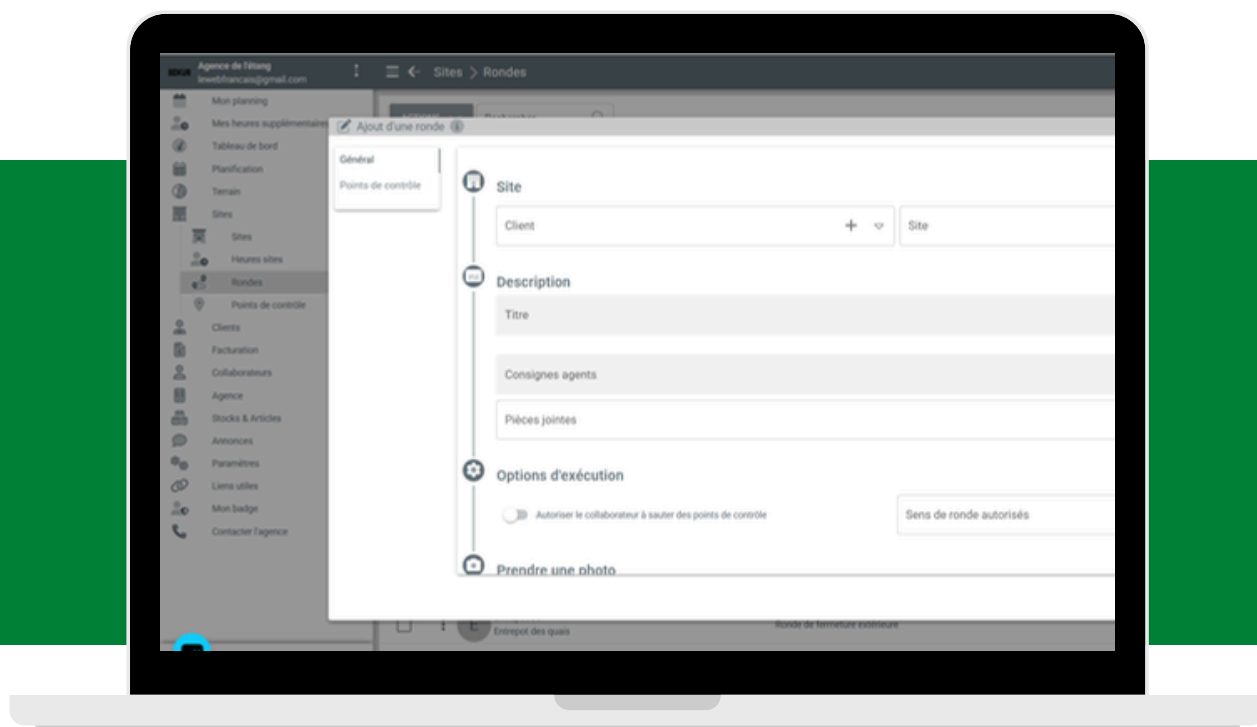 Agence de l'étang
lewebfrancais@gmail.com
Sites > Rondes
Mon planning
Mes heures supplémentaires
Tableau de bord
Planification
Terrain
Sites
Sites
Heures sites
Rondes
Points de contrôle
Clients
Facturation
Collaborateurs
Agence
Stocks & Articles
Annonces
Paramètres
Liens utiles
Mon badge
Contacter l'agence
Ajout d'une ronde
Général
Points de contrôle
Site
Client
Site
Description
Titre
Consignes agents
Pièces jointes
Options d'exécution
Autoriser le collaborateur à sauter des points de contrôle
Sens de ronde autorisés
Prendre une photo
E
Entrepot des quais
Ronde de fermeture extérieure